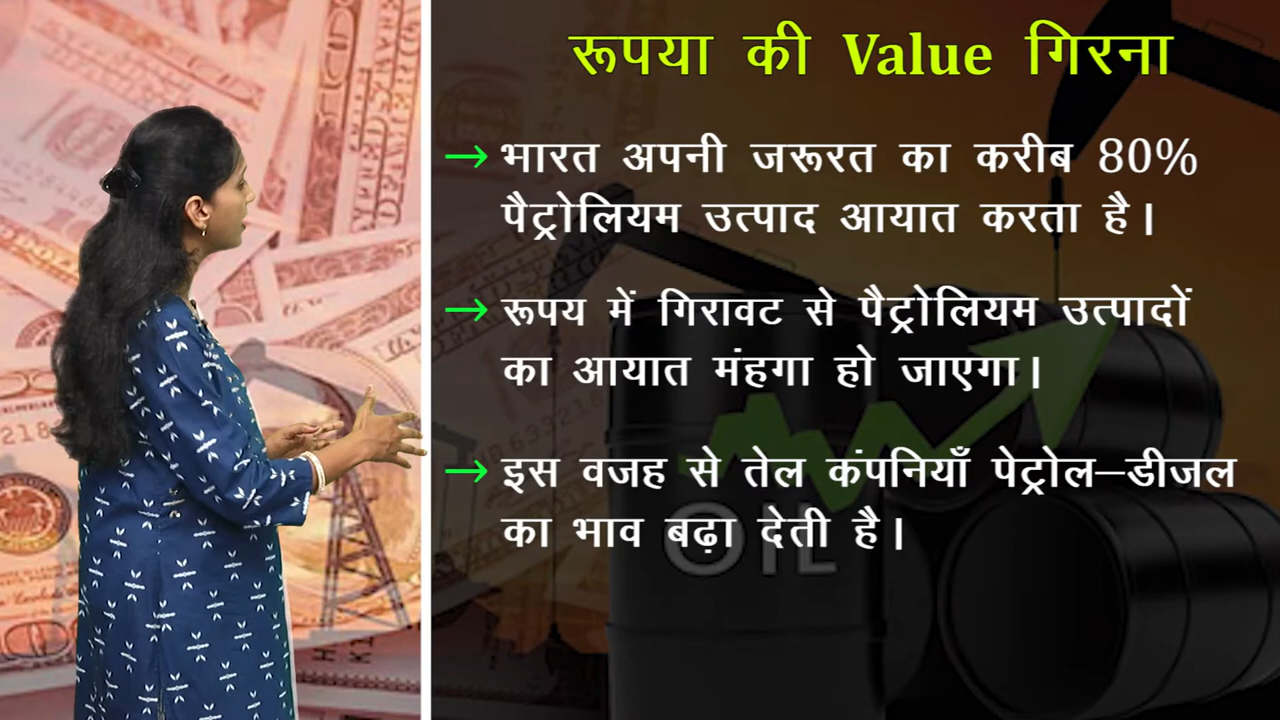 रूपया की Value गिरना
→ भारत अपनी जरूरत का करीब 80%
पैट्रोलियम उत्पाद आयात करता है।
→ रूपय में गिरावट से पैट्रोलियम उत्पादों
का आयात मंहगा हो जाएगा।
→ इस वजह से तेल कंपनियाँ पेट्रोल–डीजल
का भाव बढ़ा देती है।
OIL